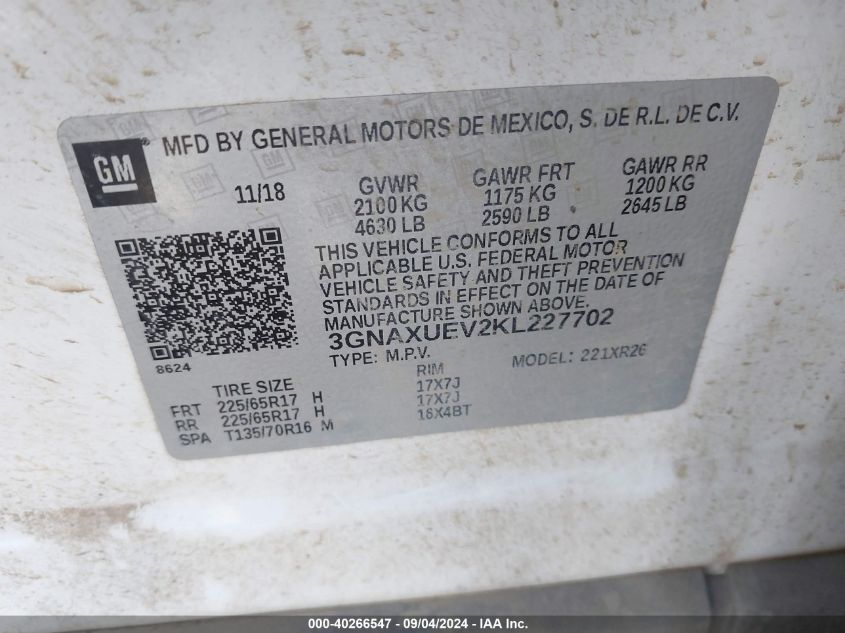 GM
MFD BY GENERAL MOTORS DE MEXICO, S. DE R.L. DE C.V.
11/18
GVWR
2100 KG
4630 LB
GAWR FRT
1175 KG
2590 LB
GAWR RR
1200 KG
2645 LB
THIS VEHICLE CONFORMS TO ALL
APPLICABLE U.S. FEDERAL MOTOR
VEHICLE SAFETY AND THEFT PREVENTION
STANDARDS IN EFFECT ON THE DATE OF
MANUFACTURE SHOWN ABOVE.
3GNAXUEV2KL227702
TYPE: M.P.V. MODEL: 221XR26
8624
TIRE SIZE RIM
FRT 225/65R17 H 17X7J
RR 225/65R17 H 17X7J
SPA T135/70R16 M 16X4BT
000-40266547 - 09/04/2024 - IAA Inc.